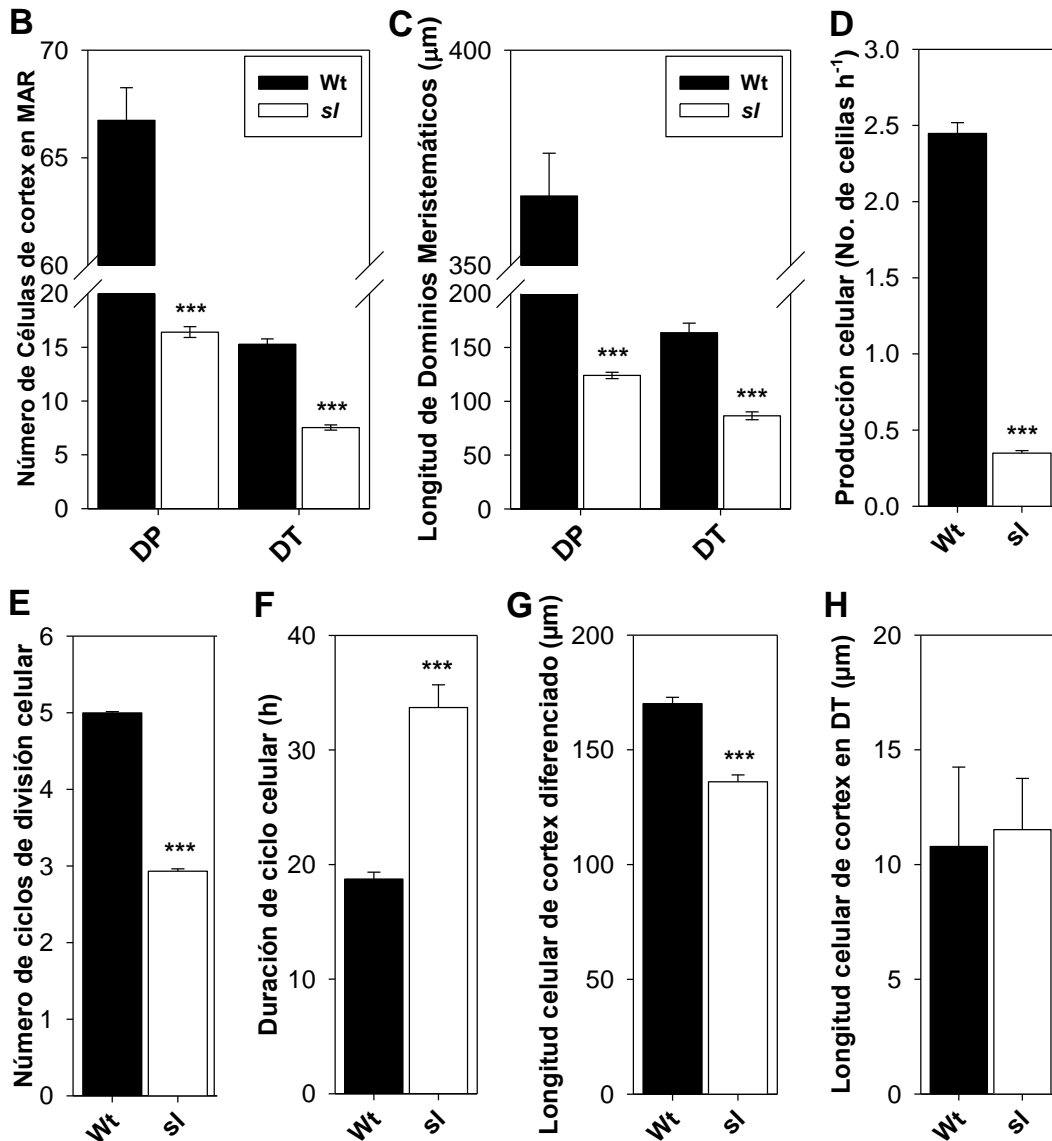 B
Número de Células de cortex en MAR
70
65
60
20
15
10
5
0
Wt
sl
***
***
DP
DT
C
Longitud de Dominios Meristemáticos (µm)
400
350
200
150
100
50
0
Wt
sl
***
***
DP
DT
D
Producción celular (No. de celilas h-1)
3.0
2.5
2.0
1.5
1.0
0.5
0.0
***
Wt
sl
E
Número de ciclos de división celular
6
5
4
3
2
1
0
***
Wt
sl
F
Duración de ciclo celular (h)
40
30
20
10
0
***
Wt
sl
G
Longitud celular de cortex diferenciado (µm)
200
150
100
50
0
***
Wt
sl
H
Longitud celular de cortex en DT (µm)
20
15
10
5
0
Wt
sl